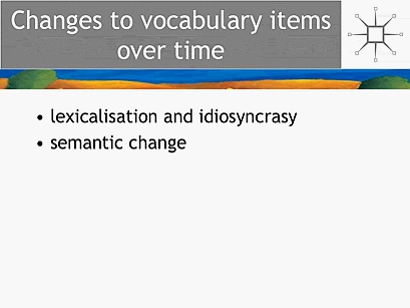 Changes to vocabulary items
over time
• lexicalisation and idiosyncrasy
• semantic change